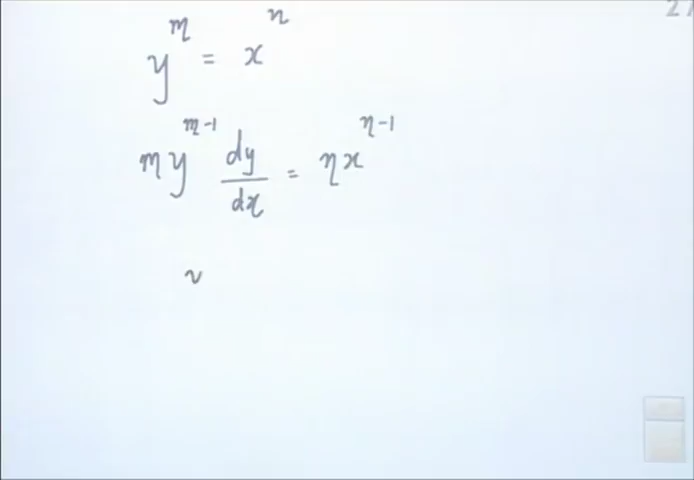 y^m = x^n
my^{m-1} dy/dx = nx^{n-1}